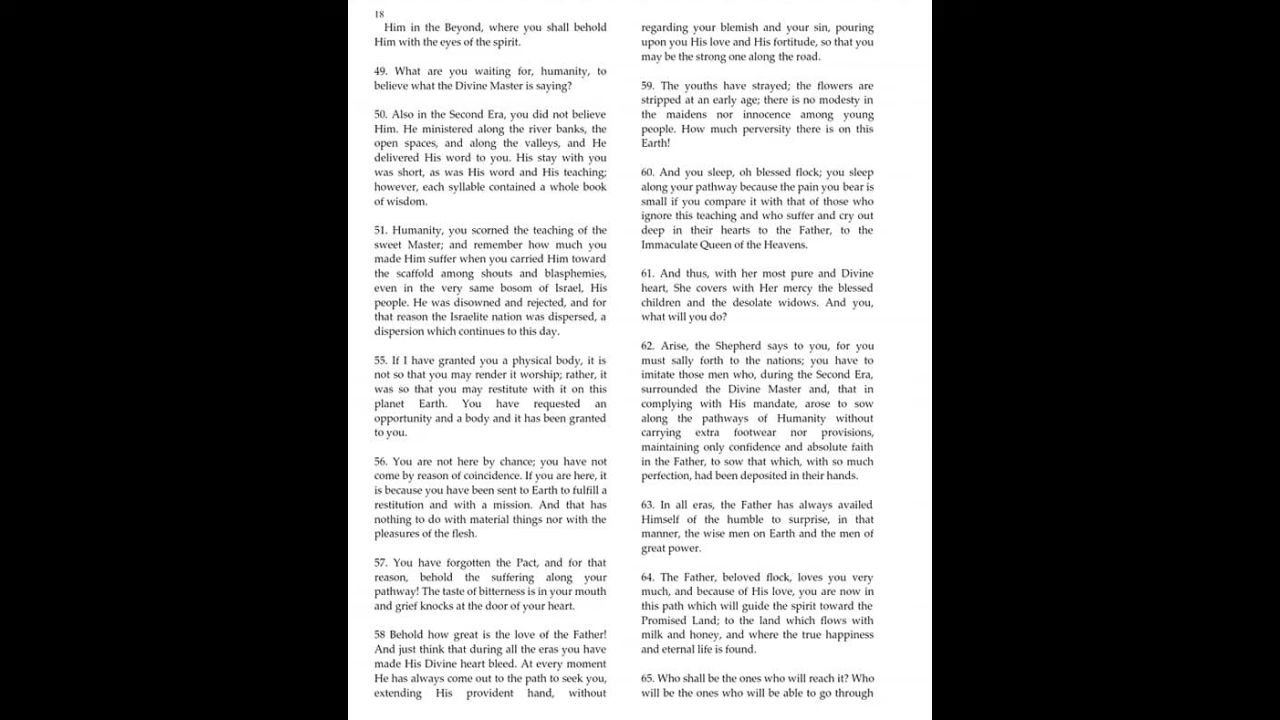 18
Him in the Beyond, where you shall behold
Him with the eyes of the spirit.
49. What are you waiting for, humanity, to
believe what the Divine Master is saying?
50. Also in the Second Era, you did not believe
Him. He ministered along the river banks, the
open spaces, and along the valleys, and He
delivered His word to you. His stay with you
was short, as was His word and His teaching;
however, each syllable contained a whole book
of wisdom.
51. Humanity, you scorned the teaching of the
sweet Master; and remember how much you
made Him suffer when you carried Him toward
the scaffold among shouts and blasphemies,
even in the very same bosom of Israel, His
people. He was disowned and rejected, and for
that reason the Israelite nation was dispersed, a
dispersion which continues to this day.
55. If I have granted you a physical body, it is
not so that you may render it worship; rather, it
was so that you may restitute with it on this
planet Earth. You have requested an
opportunity and a body and it has been granted
to you.
56. You are not here by chance; you have not
come by reason of coincidence. If you are here, it
is because you have been sent to Earth to fulfill a
restitution and with a mission. And that has
nothing to do with material things nor with the
pleasures of the flesh.
57. You have forgotten the Pact, and for that
reason, behold the suffering along your
pathway! The taste of bitterness is in your mouth
and grief knocks at the door of your heart.
58 Behold how great is the love of the Father!
And just think that during all the eras you have
made His Divine heart bleed. At every moment
He has always come out to the path to seek you,
extending His provident hand, without
regarding your blemish and your sin, pouring
upon you His love and His fortitude, so that you
may be the strong one along the road.
59. The youths have strayed; the flowers are
stripped at an early age; there is no modesty in
the maidens nor innocence among young
people. How much perversity there is on this
Earth!
60. And you sleep, oh blessed flock; you sleep
along your pathway because the pain you bear is
small if you compare it with that of those who
ignore this teaching and who suffer and cry out
deep in their hearts to the Father, to the
Immaculate Queen of the Heavens.
61. And thus, with her most pure and Divine
heart, She covers with Her mercy the blessed
children and the desolate widows. And you,
what will you do?
62. Arise, the Shepherd says to you, for you
must sally forth to the nations; you have to
imitate those men who, during the Second Era,
surrounded the Divine Master and, that in
complying with His mandate, arose to sow
along the pathways of Humanity without
carrying extra footwear nor provisions,
maintaining only confidence and absolute faith
in the Father, to sow that which, with so much
perfection, had been deposited in their hands.
63. In all eras, the Father has always availed
Himself of the humble to surprise, in that
manner, the wise men on Earth and the men of
great power.
64. The Father, beloved flock, loves you very
much, and because of His love, you are now in
this path which will guide the spirit toward the
Promised Land; to the land which flows with
milk and honey, and where the true happiness
and eternal life is found.
65. Who shall be the ones who will reach it? Who
will be the ones who will be able to go through